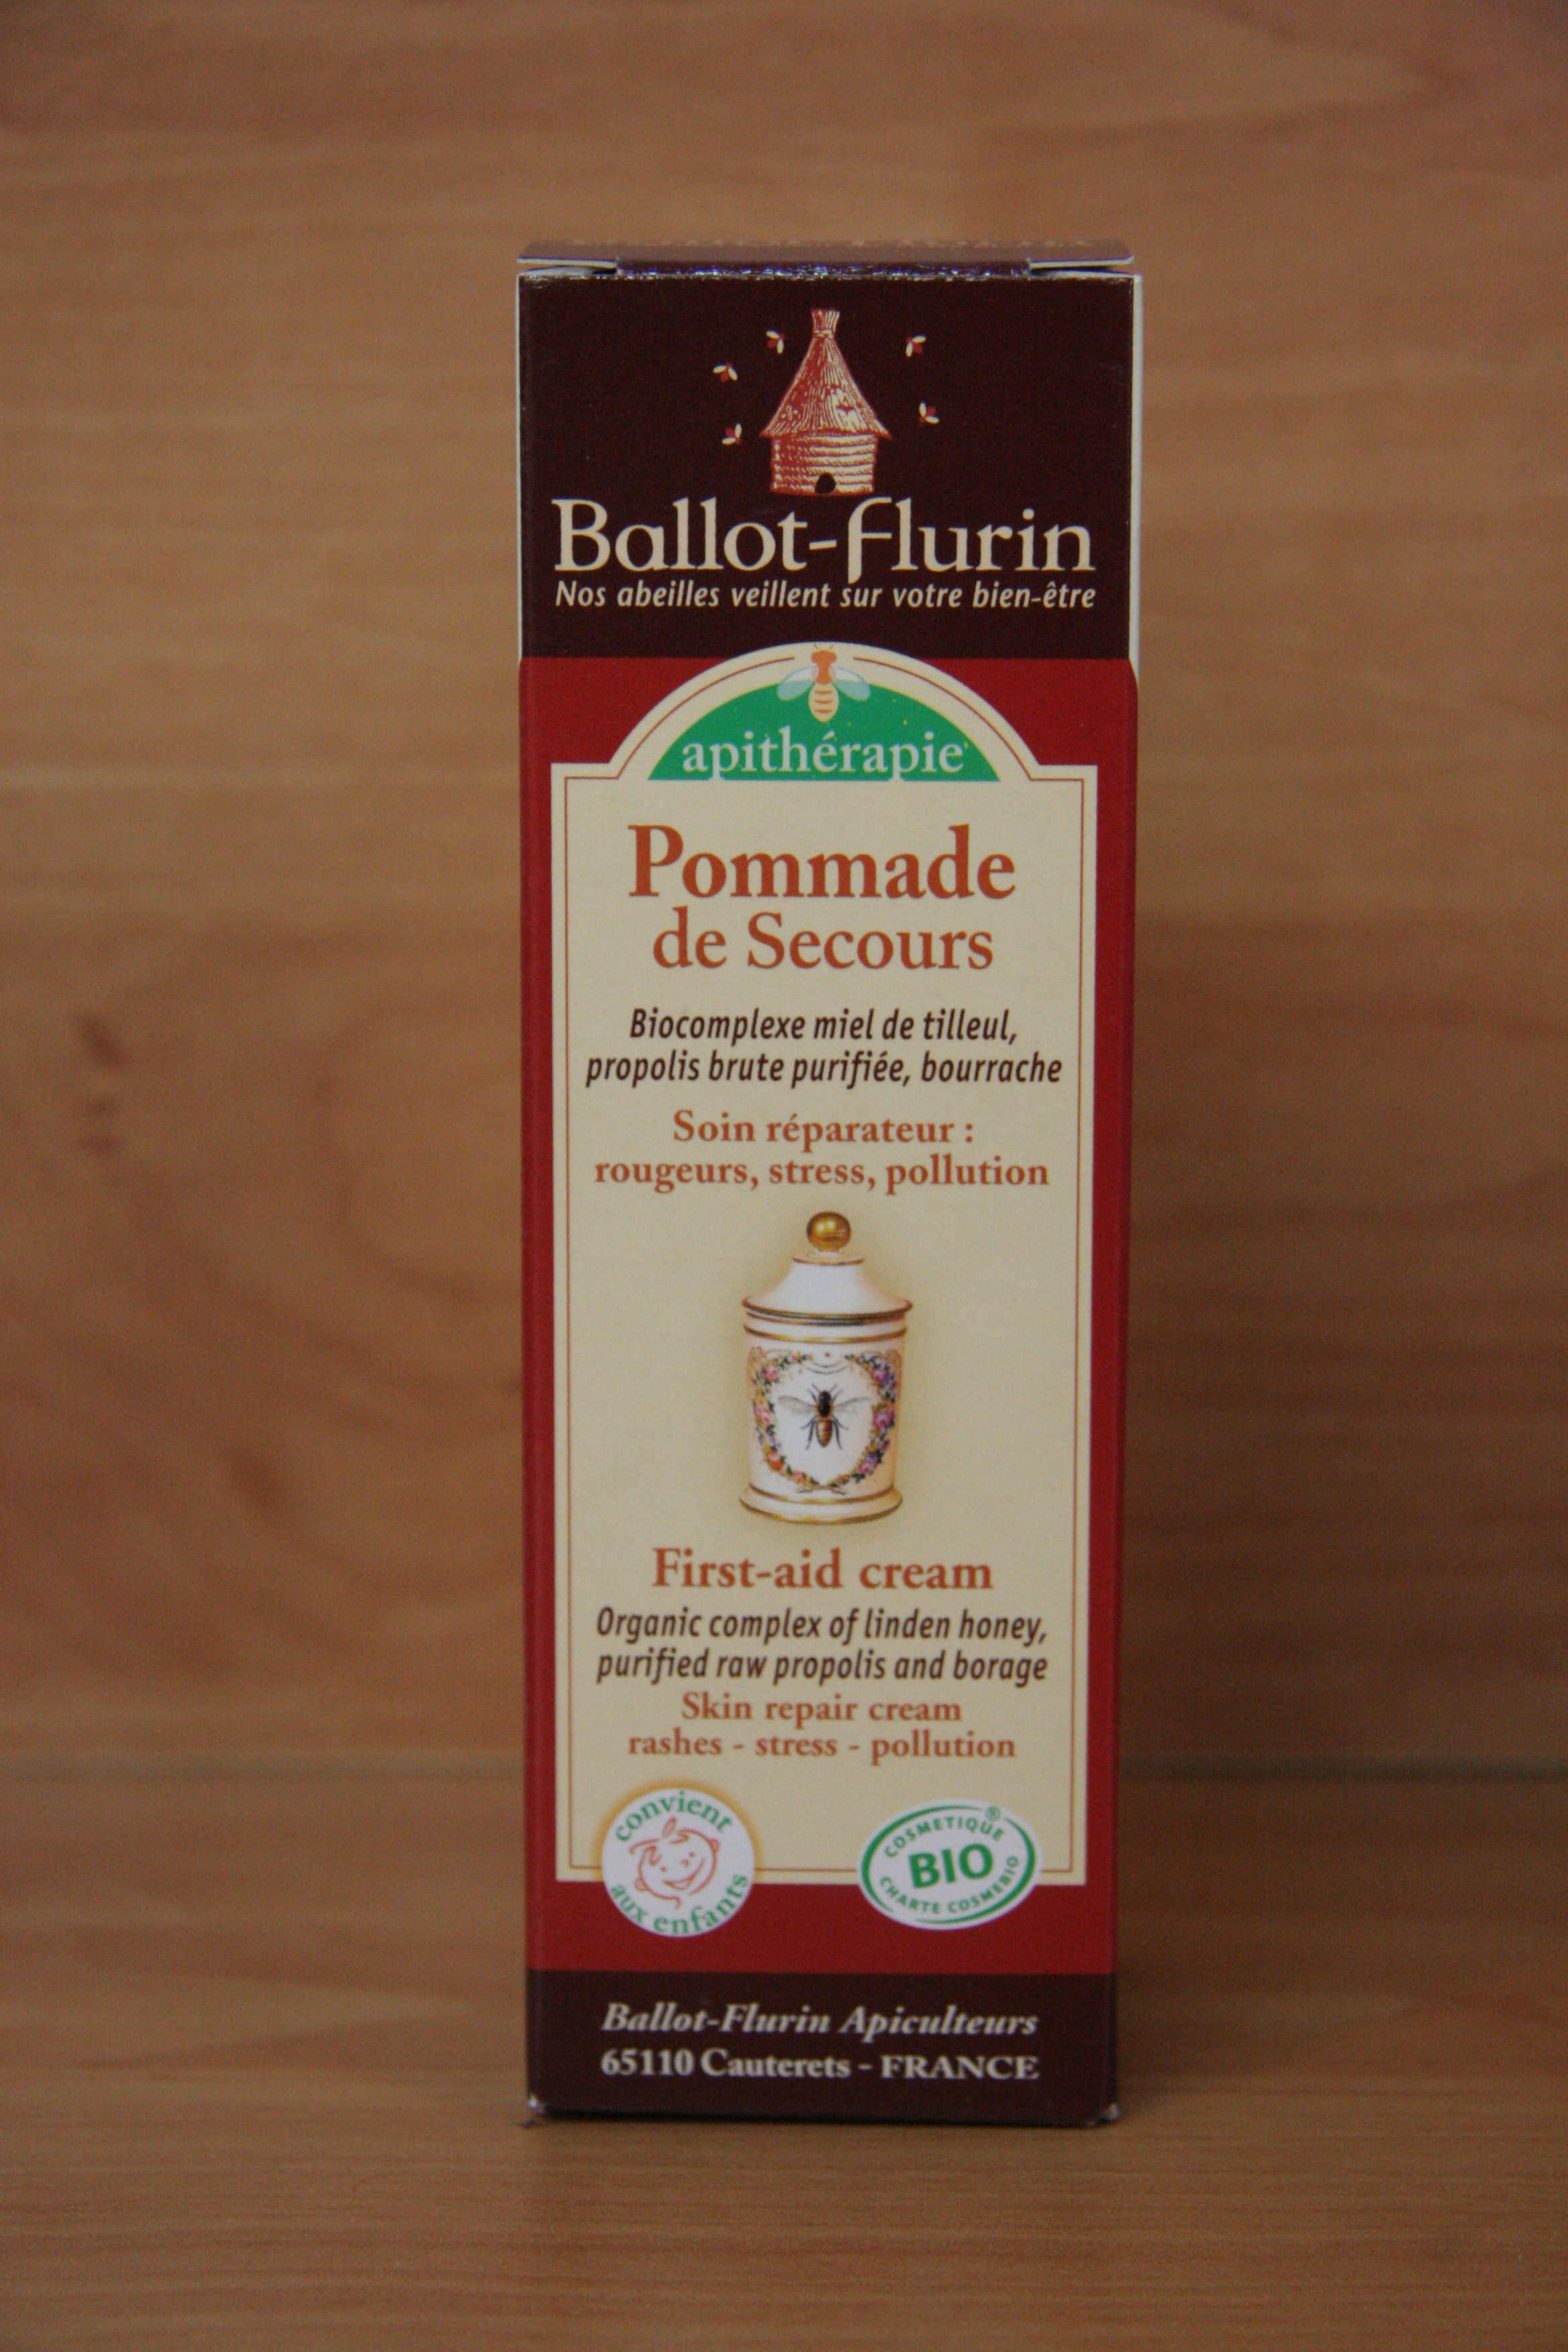 Ballot-flurin
Nos abeilles veillent sur votre bien-être
apithérapie
Pommade
de Secours
Biocomplexe miel de tilleul,
propolis brute purifiée, bourrache
Soin réparateur :
rougeurs, stress, pollution
First-aid cream
Organic complex of linden honey,
purified raw propolis and borage
Skin repair cream
rashes - stress - pollution
convient
aux enfants
COSMETIQUE ®
BIO
CHARTE COSMEBIO
Ballot-Flurin Apiculteurs
65110 Cauterets - FRANCE